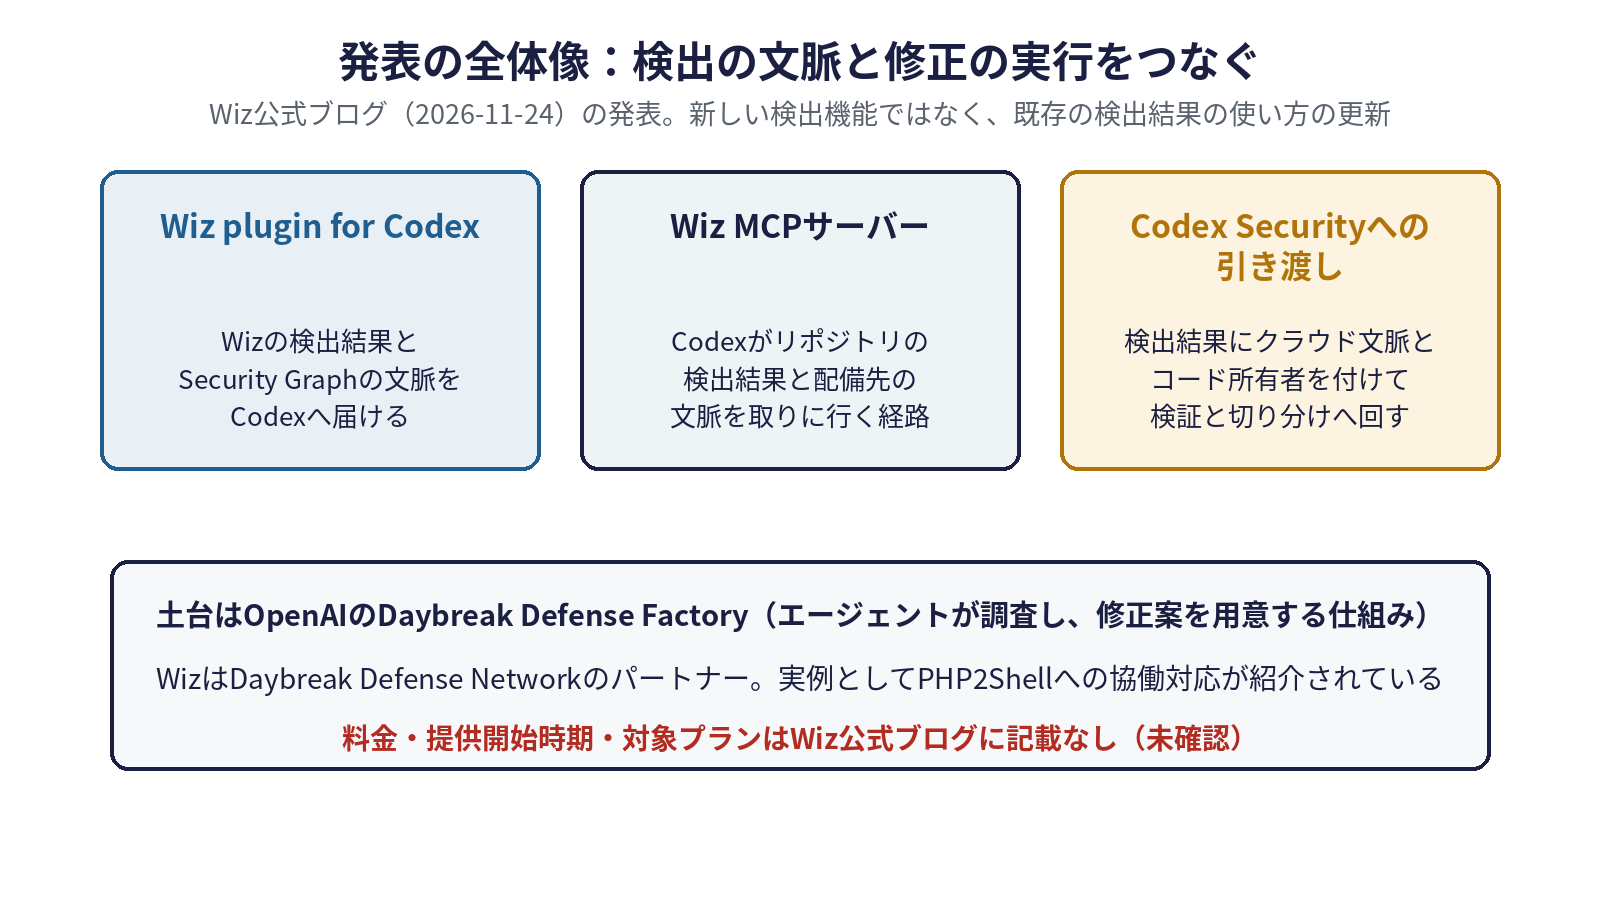 発表の全体像：検出の文脈と修正の実行をつなぐ
Wiz公式ブログ（2026-11-24）の発表。新しい検出機能ではなく、既存の検出結果の使い方の更新
Wiz plugin for Codex
Wizの検出結果と
Security Graphの文脈を
Codexへ届ける
Wiz MCPサーバー
Codexがリポジトリの
検出結果と配備先の
文脈を取りに行く経路
Codex Securityへの
引き渡し
検出結果にクラウド文脈と
コード所有者を付けて
検証と切り分けへ回す
土台はOpenAIのDaybreak Defense Factory（エージェントが調査し、修正案を用意する仕組み）
WizはDaybreak Defense Networkのパートナー。実例としてPHP2Shellへの協働対応が紹介されている
料金・提供開始時期・対象プランはWiz公式ブログに記載なし（未確認）